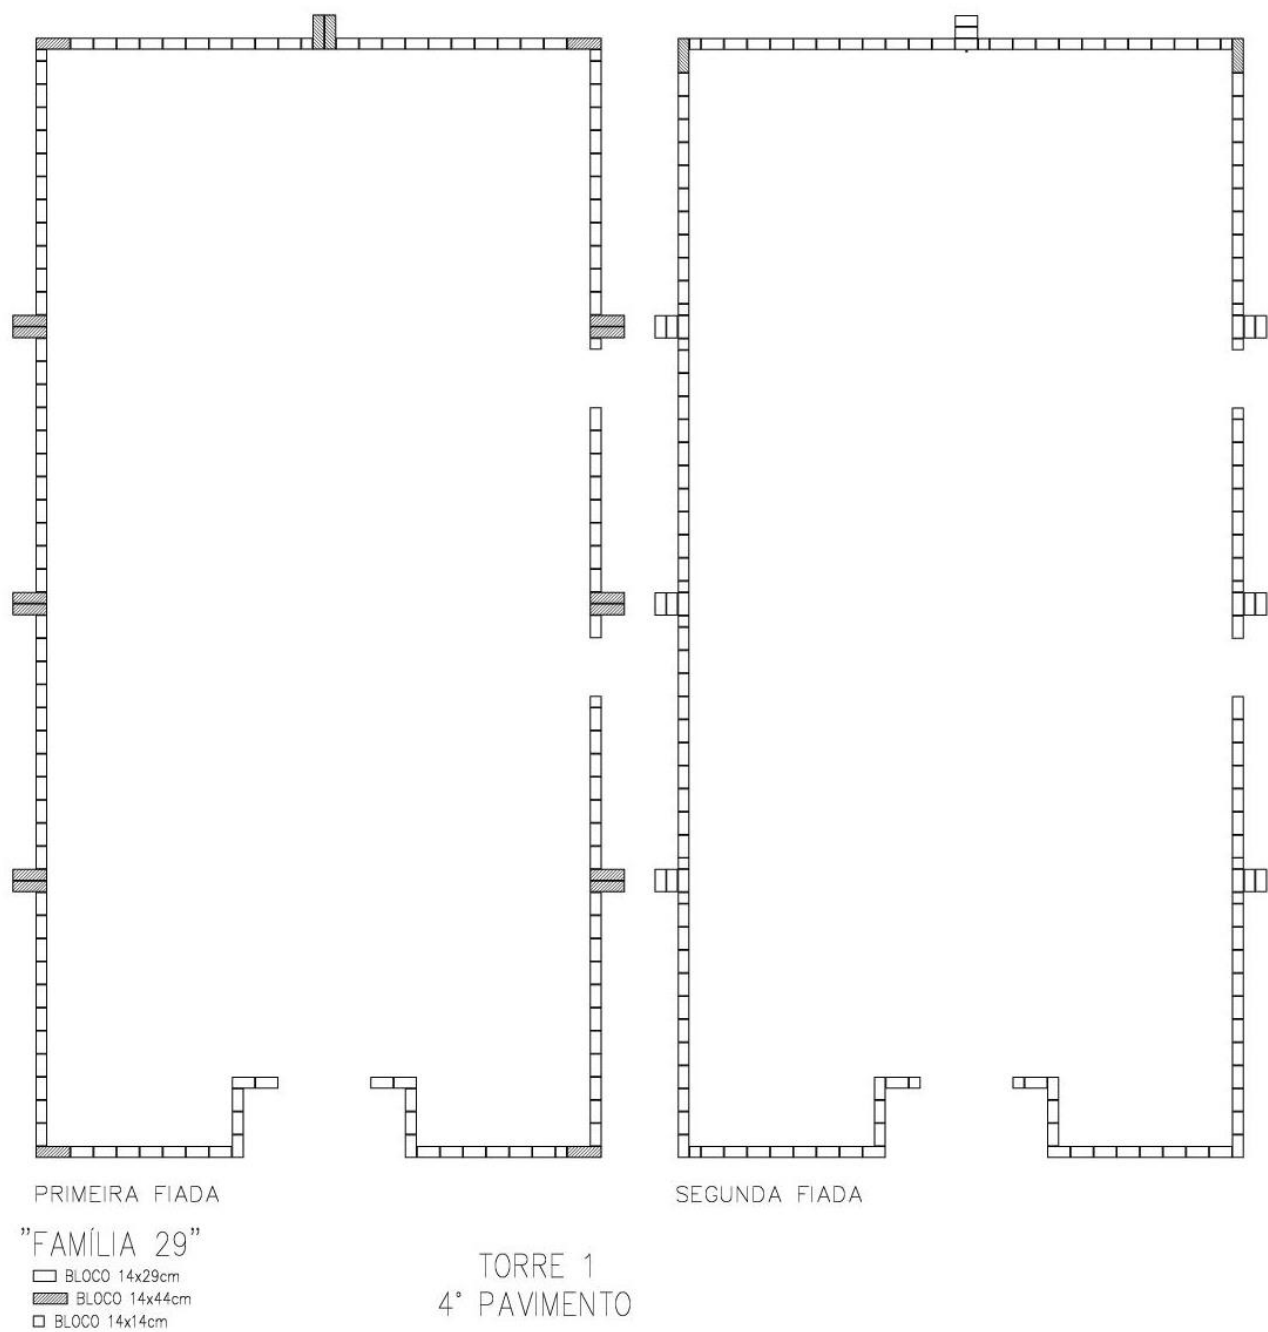 PRIMEIRA FIADA
SEGUNDA FIADA
"FAMÍLIA 29"
BLOCO 14x29cm
BLOCO 14x44cm
BLOCO 14x14cm
TORRE 1
4° PAVIMENTO